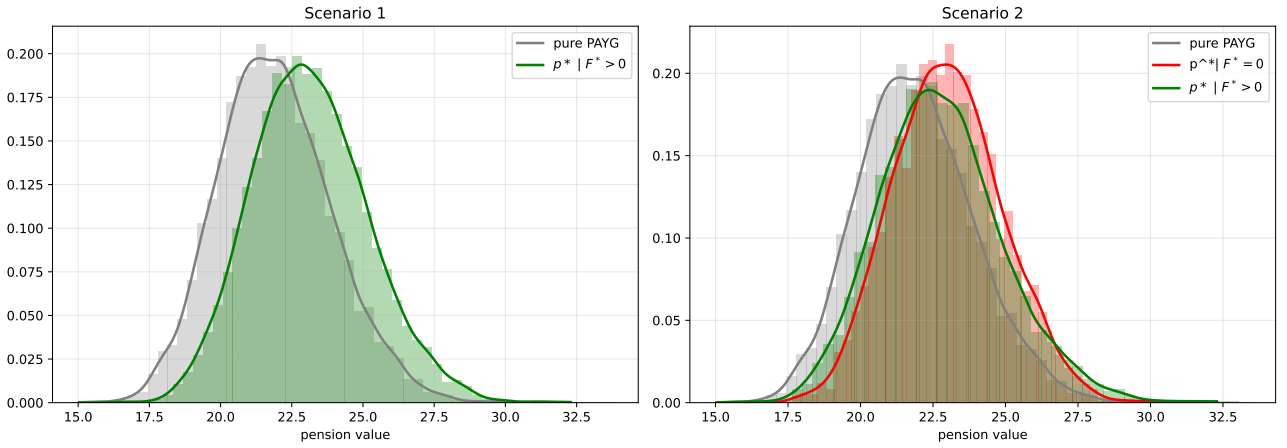 Scenario 1
pure PAYG
p* | F* > 0
0.200
0.175
0.150
0.125
0.100
0.075
0.050
0.025
0.000
15.0 17.5 20.0 22.5 25.0 27.5 30.0 32.5
pension value
Scenario 2
pure PAYG
p^*| F* = 0
p* | F* > 0
0.20
0.15
0.10
0.05
0.00
15.0 17.5 20.0 22.5 25.0 27.5 30.0 32.5
pension value